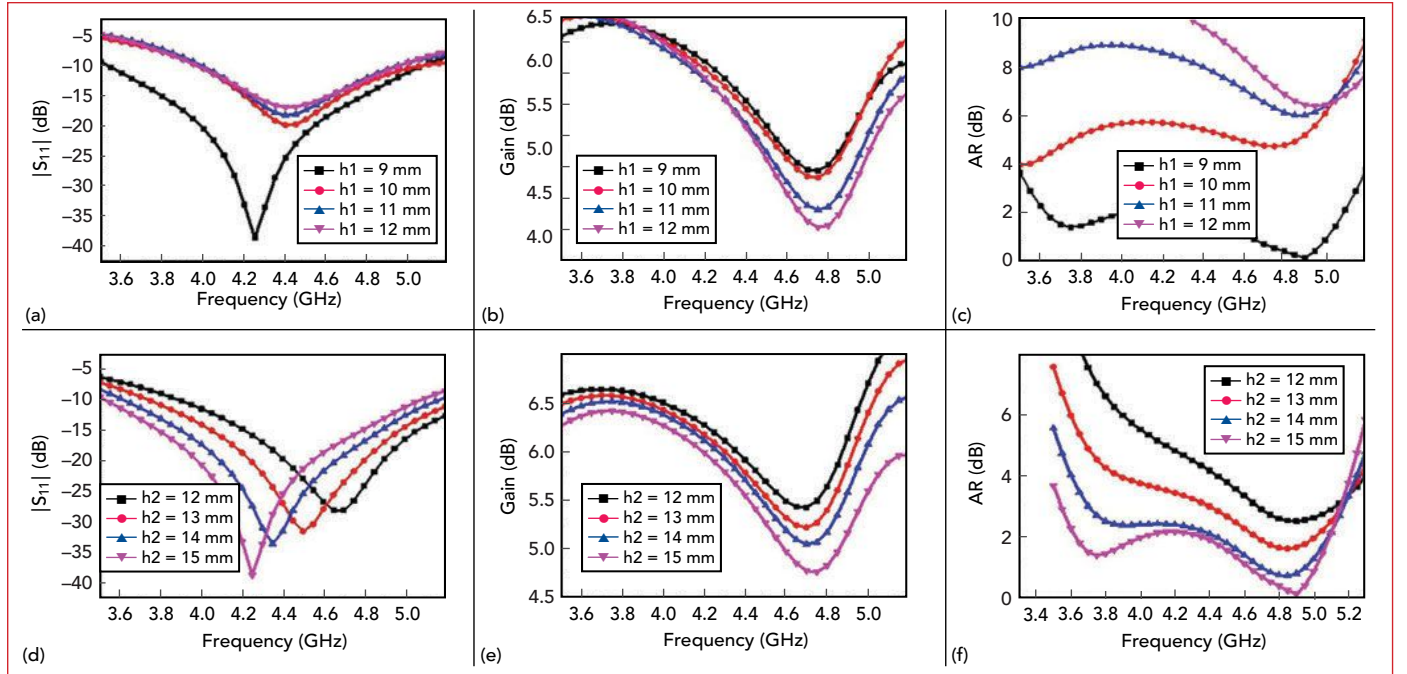 −5
−10
−15
−20
−25
−30
−35
−40
|S₁₁| (dB)
h1 = 9 mm
h1 = 10 mm
h1 = 11 mm
h1 = 12 mm
3.6 3.8 4.0 4.2 4.4 4.6 4.8 5.0
Frequency (GHz)
(a)
6.5
6.0
5.5
5.0
4.5
4.0
Gain (dB)
h1 = 9 mm
h1 = 10 mm
h1 = 11 mm
h1 = 12 mm
3.6 3.8 4.0 4.2 4.4 4.6 4.8 5.0
Frequency (GHz)
(b)
10
8
6
4
2
0
AR (dB)
h1 = 9 mm
h1 = 10 mm
h1 = 11 mm
h1 = 12 mm
3.6 3.8 4.0 4.2 4.4 4.6 4.8 5.0
Frequency (GHz)
(c)
−5
−10
−15
−20
−25
−30
−35
−40
|S₁₁| (dB)
h2 = 12 mm
h2 = 13 mm
h2 = 14 mm
h2 = 15 mm
3.6 3.8 4.0 4.2 4.4 4.6 4.8 5.0
Frequency (GHz)
(d)
6.5
6.0
5.5
5.0
4.5
Gain (dB)
h2 = 12 mm
h2 = 13 mm
h2 = 14 mm
h2 = 15 mm
3.6 3.8 4.0 4.2 4.4 4.6 4.8 5.0
Frequency (GHz)
(e)
6
4
2
0
AR (dB)
h2 = 12 mm
h2 = 13 mm
h2 = 14 mm
h2 = 15 mm
3.4 3.6 3.8 4.0 4.2 4.4 4.6 4.8 5.0 5.2
Frequency (GHz)
(f)